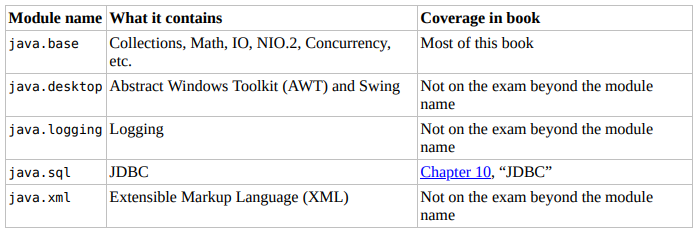 Module name What it contains Coverage in book
java.base Collections, Math, IO, NIO.2, Concurrency, etc. Most of this book
java.desktop Abstract Windows Toolkit (AWT) and Swing Not on the exam beyond the module name
java.logging Logging Not on the exam beyond the module name
java.sql JDBC Chapter 10, “JDBC”
java.xml Extensible Markup Language (XML) Not on the exam beyond the module name